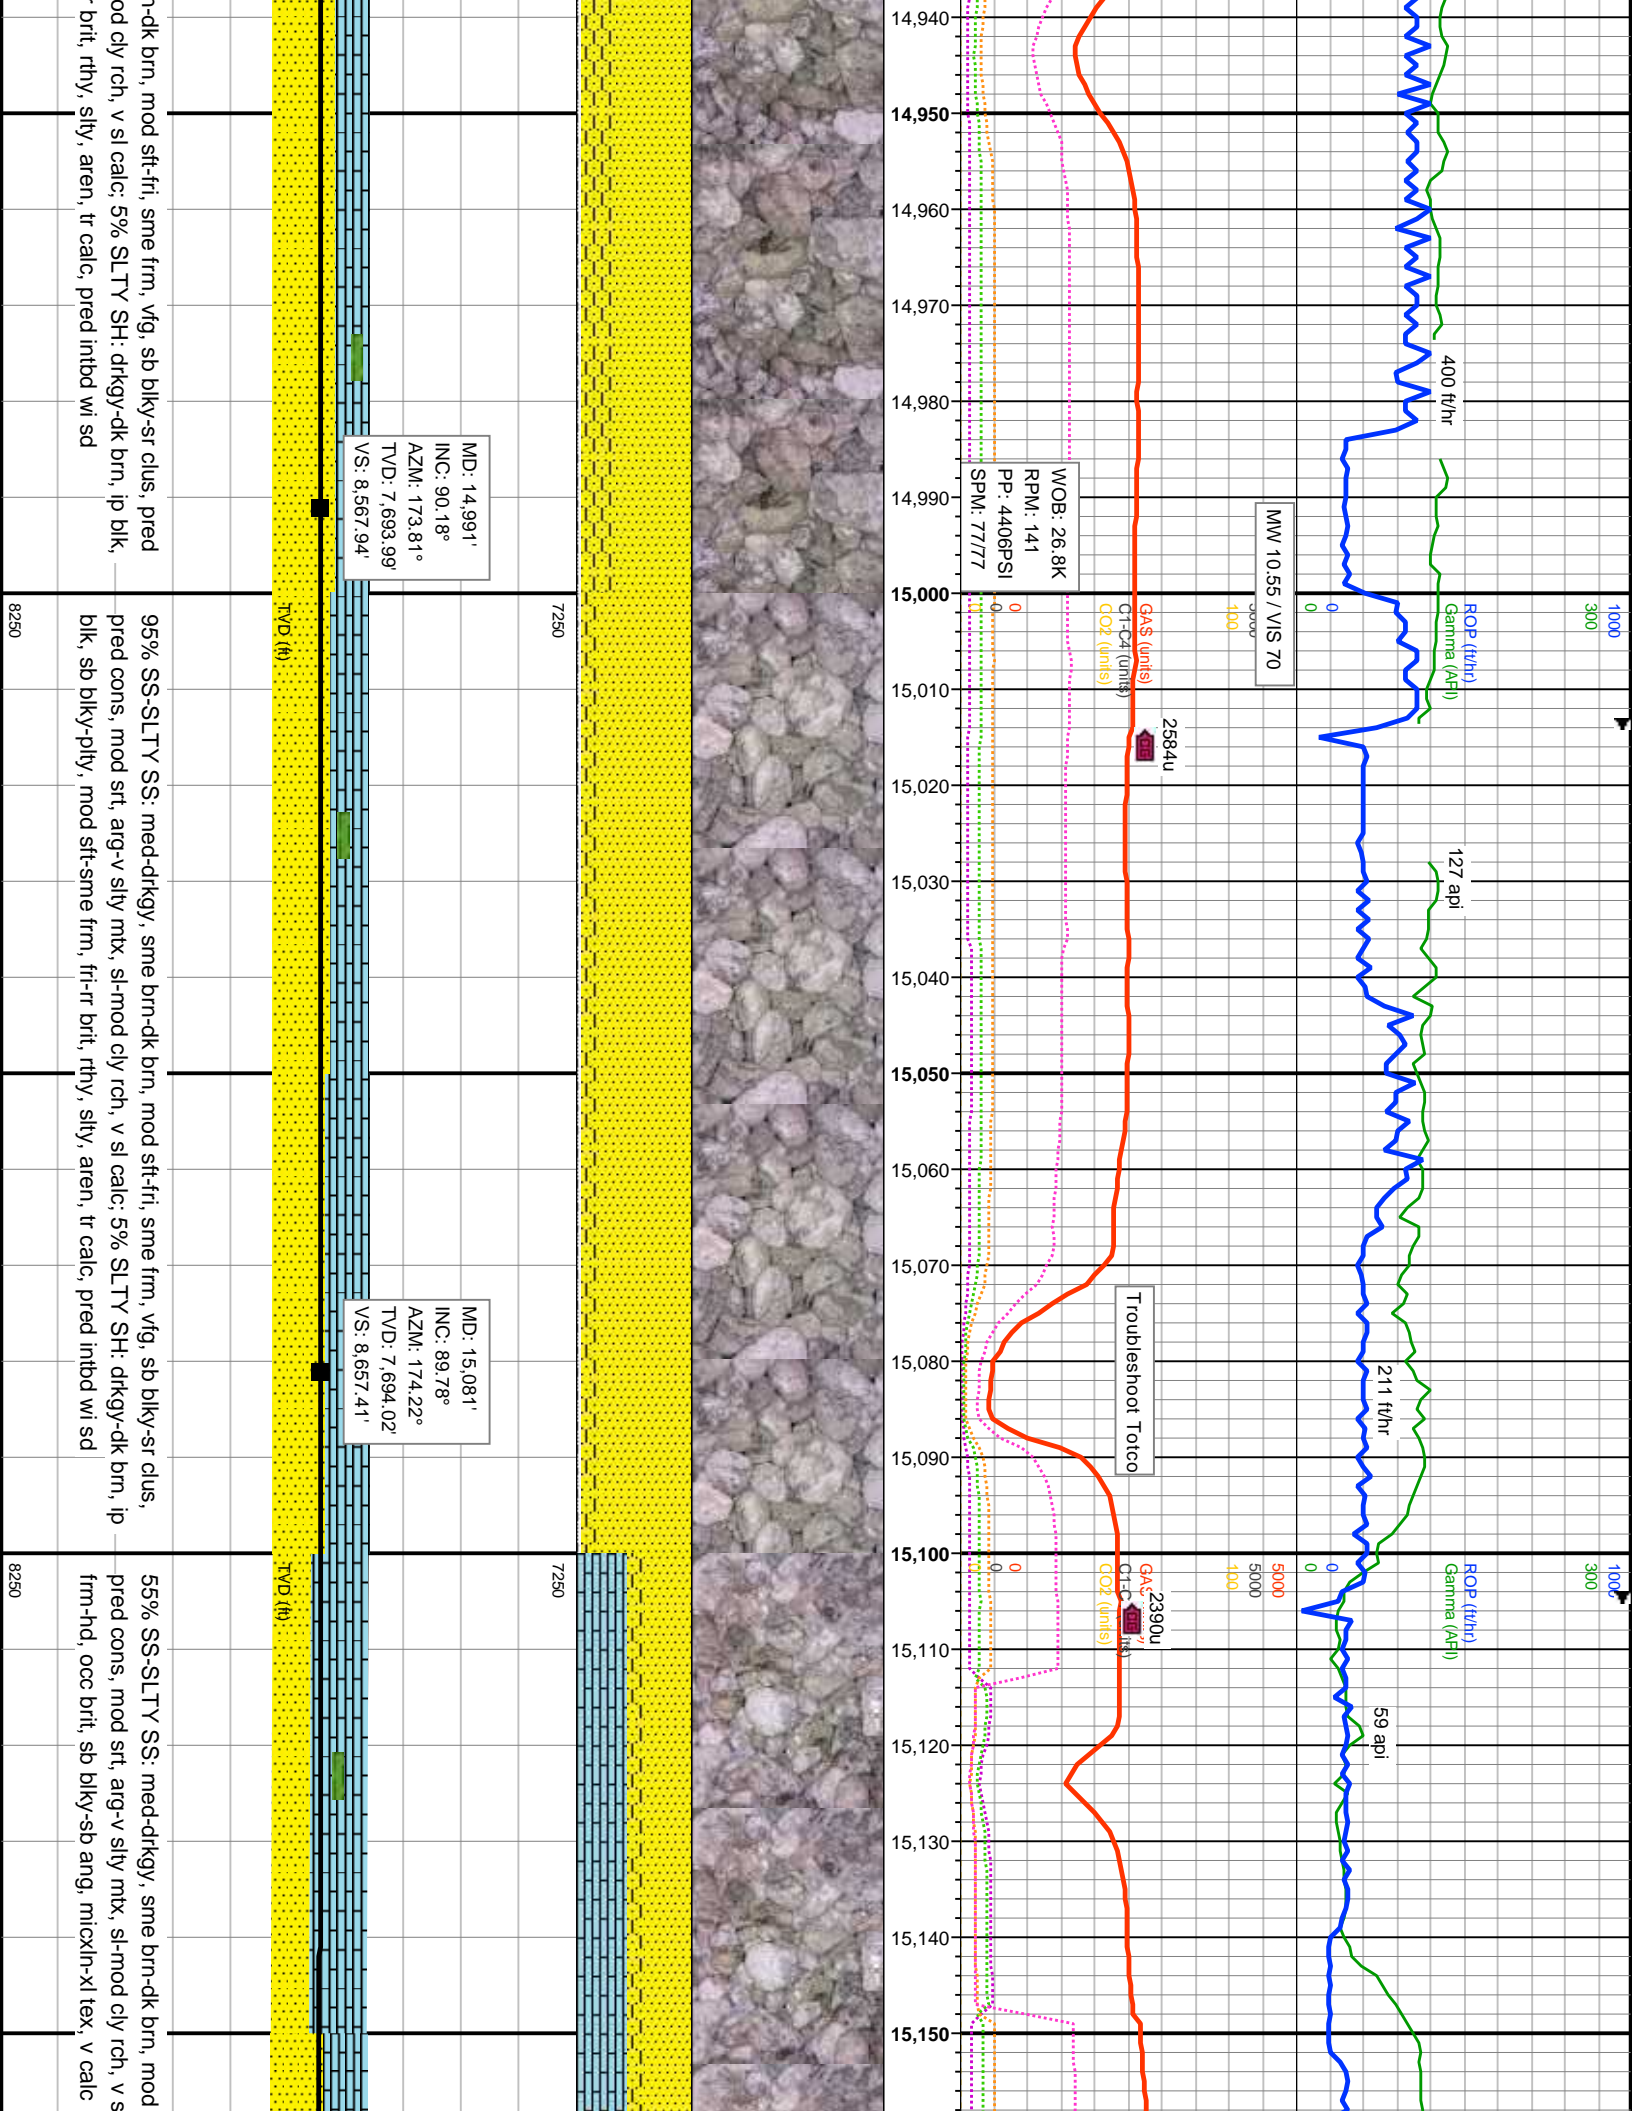 14,940
14,950
14,960
14,970
14,980
14,990
15,000
15,010
15,020
15,030
15,040
15,050
15,060
15,070
15,080
15,090
15,100
15,110
15,120
15,130
15,140
15,150
400 ft/hr
127 api
211 ft/hr
59 api
1000
300
ROP (ft/hr)
Gamma (API)
0
0
1000
300
ROP (ft/hr)
Gamma (API)
0
0
MW 10.55 / VIS 70
WOB: 26.8K
RPM: 141
PP: 4406PSI
SPM: 77/77
100
GAS (units)
C1-C4 (units)
CO2 (units)
0
0
2584u
Troubleshoot Totco
5000
5000
100
CO2 (units)
0
0
2390u
7250
7250
MD: 14,991'
INC: 90.18°
AZM: 173.81°
TVD: 7,693.99'
VS: 8,567.94'
MD: 15,081'
INC: 89.78°
AZM: 174.22°
TVD: 7,694.02'
VS: 8,657.41'
TVD (ft)
TVD (ft)
8250
8250
brn, mod sft-fri, sme frm, vfg, sb blky-sr clus, pred
cly rch, v sl calc; 5% SLTY SH: drkgy-dk brn, ip blk,
brit, rthy, slty, aren, tr calc, pred intbd wi sd
95% SS-SLTY SS: med-drkgy, sme brn-dk brn, mod sft-fri, sme frm, vfg, sb blky-sr clus,
pred cons, mod srt, arg-v slty mtx, sl-mod cly rch, v sl calc; 5% SLTY SH: drkgy-dk brn, ip
blk, sb blky-plty, mod sft-sme frm, fri-rr brit, rthy, slty, aren, tr calc, pred intbd wi sd
55% SS-SLTY SS: med-drkgy, sme brn-dk brn, mod
pred cons, mod srt, arg-v slty mtx, sl-mod cly rch, v s
frm-hd, occ brit, sb blky-sb ang, micxln-xl tex, v calc